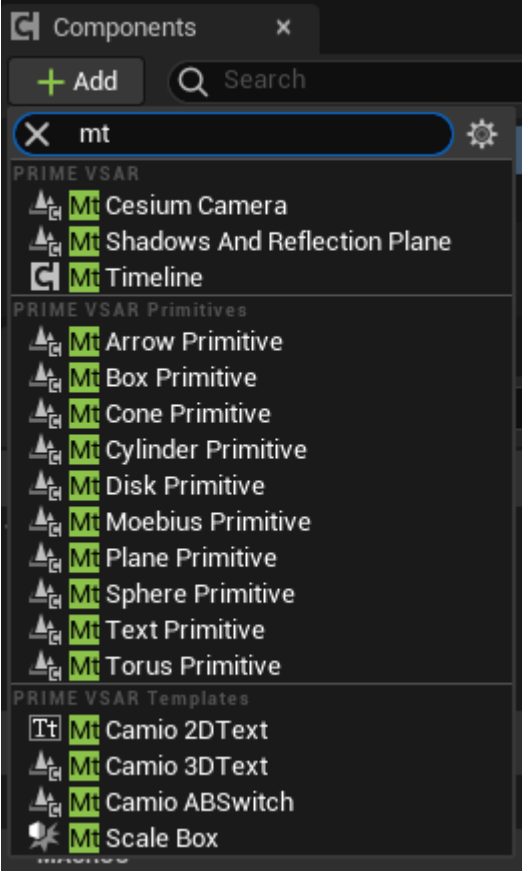 Components
Add
Search
mt
PRIME VSAR
Mt Cesium Camera
Mt Shadows And Reflection Plane
Mt Timeline
PRIME VSAR Primitives
Mt Arrow Primitive
Mt Box Primitive
Mt Cone Primitive
Mt Cylinder Primitive
Mt Disk Primitive
Mt Moebius Primitive
Mt Plane Primitive
Mt Sphere Primitive
Mt Text Primitive
Mt Torus Primitive
PRIME VSAR Templates
Tt Mt Camio 2DText
Mt Camio 3DText
Mt Camio ABSwitch
Mt Scale Box